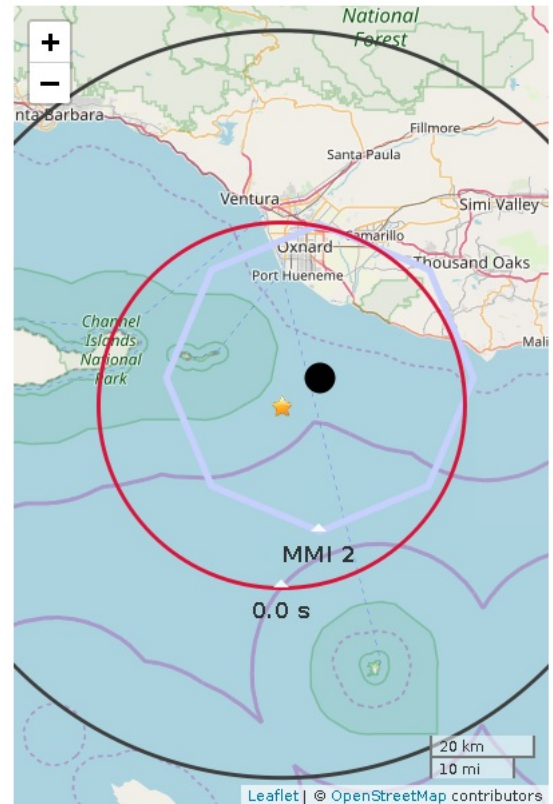 National
Forest
+
−
nta Barbara
Fillmore
Santa Paula
Ventura
Simi Valley
Camarillo
Oxnard
Thousand Oaks
Port Hueneme
Channel
Islands
National
Park
Mali
MMI 2
0.0 s
20 km
10 mi
Leaflet | © OpenStreetMap contributors